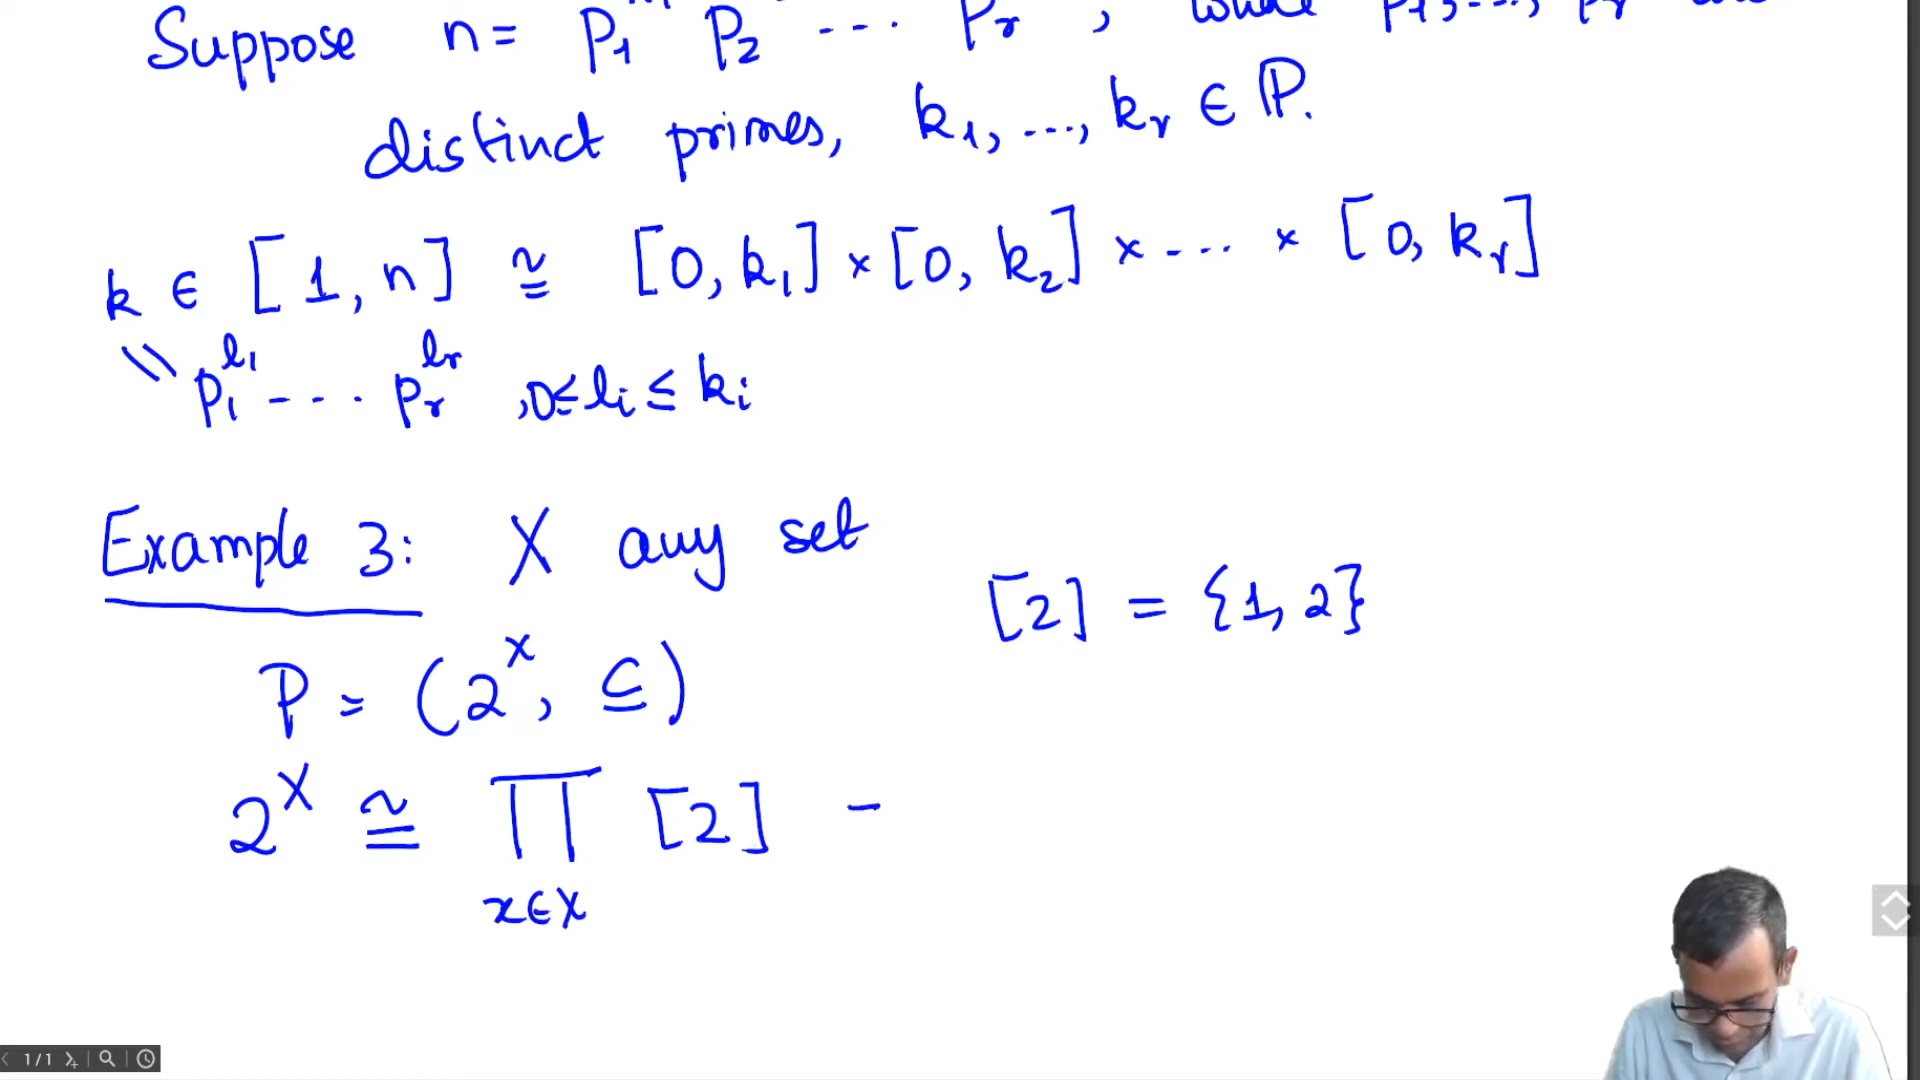 Suppose n = p₁ p₂ ... pᵣ , where p₁, ..., pᵣ
distinct primes, k₁, ..., kᵣ ∈ ℙ.
k ∈ [1, n] ≅ [0, k₁] × [0, k₂] × ... × [0, kᵣ]
\\ p₁^l₁ --- pᵣ^lᵣ , 0≤lᵢ≤ kᵢ
Example 3: X any set
[2] = {1, 2}
P = (2^X, ⊆)
2^X ≅ ∏ [2] -
x∈X
1/1